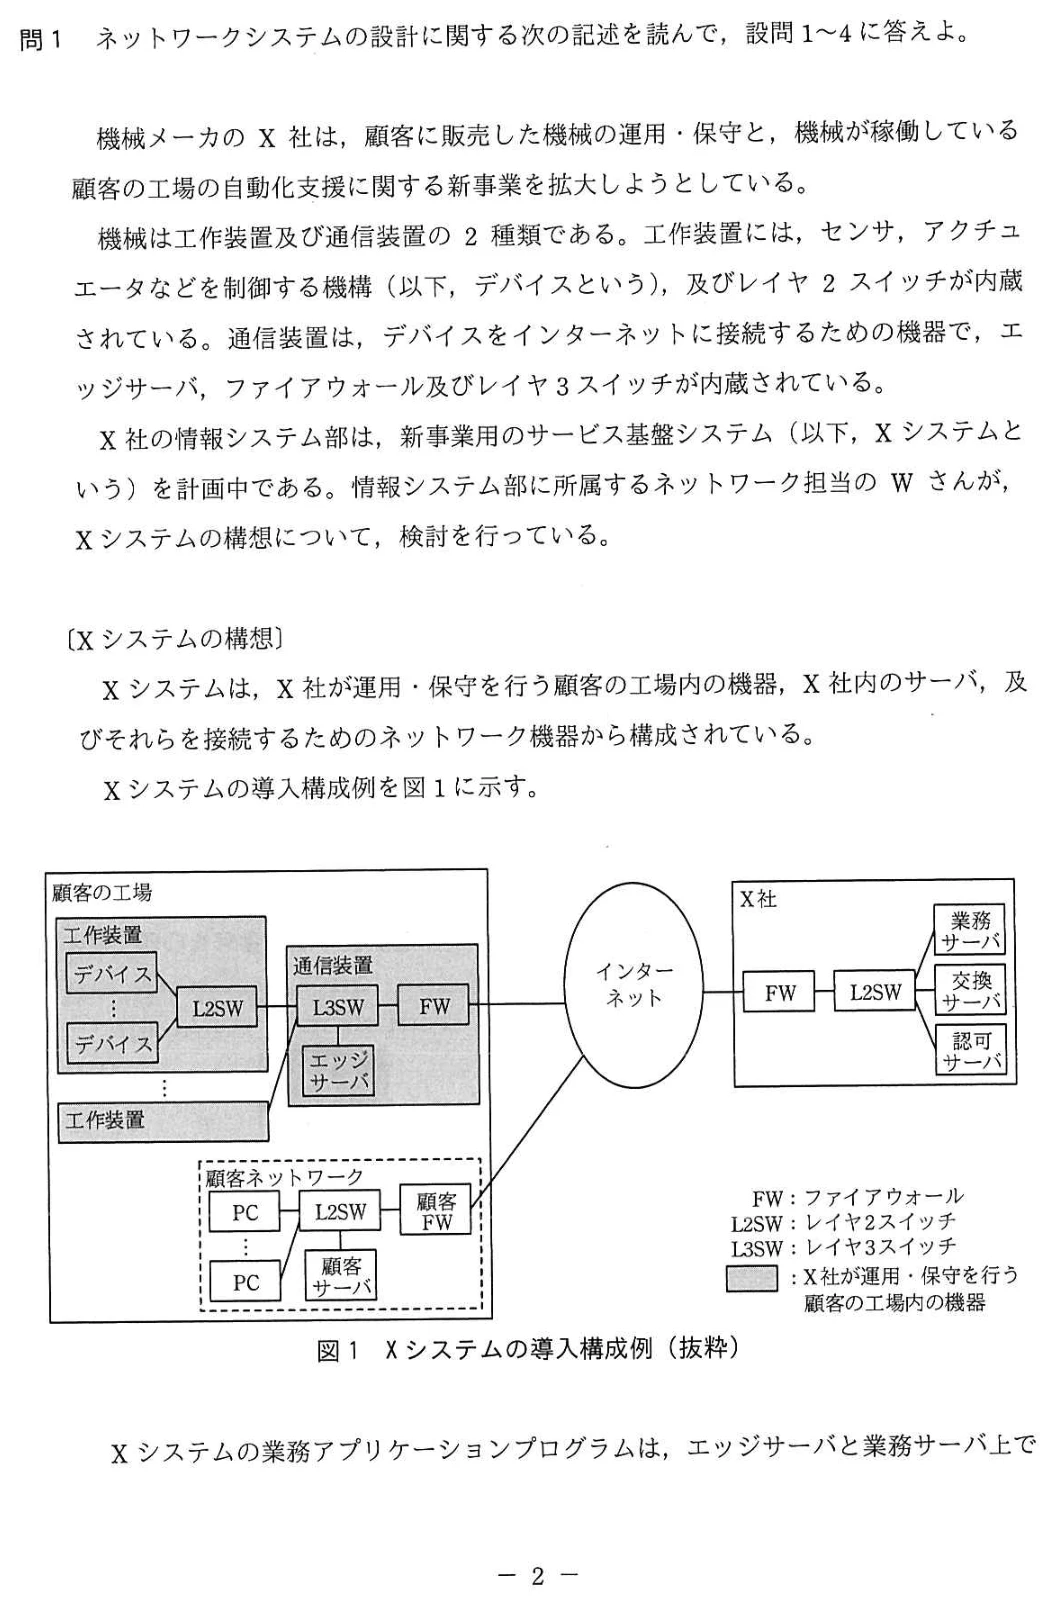 問1　ネットワークシステムの設計に関する次の記述を読んで，設問1～4に答えよ。
機械メーカの X 社は，顧客に販売した機械の運用・保守と，機械が稼働している
顧客の工場の自動化支援に関する新事業を拡大しようとしている。
機械は工作装置及び通信装置の 2 種類である。工作装置には，センサ，アクチュ
エータなどを制御する機構（以下，デバイスという），及びレイヤ 2 スイッチが内蔵
されている。通信装置は，デバイスをインターネットに接続するための機器で，エ
ッジサーバ，ファイアウォール及びレイヤ3スイッチが内蔵されている。
X 社の情報システム部は，新事業用のサービス基盤システム（以下，X システムと
いう）を計画中である。情報システム部に所属するネットワーク担当の W さんが，
X システムの構想について，検討を行っている。
〔X システムの構想〕
X システムは，X 社が運用・保守を行う顧客の工場内の機器，X 社内のサーバ，及
びそれらを接続するためのネットワーク機器から構成されている。
X システムの導入構成例を図1に示す。
顧客の工場
工作装置
デバイス
⋮
デバイス
L2SW
⋮
工作装置
通信装置
L3SW
FW
エッジ
サーバ
顧客ネットワーク
PC
⋮
PC
L2SW
顧客
サーバ
顧客
FW
インター
ネット
X社
FW
L2SW
業務
サーバ
交換
サーバ
認可
サーバ
FW：ファイアウォール
L2SW：レイヤ2スイッチ
L3SW：レイヤ3スイッチ
：X社が運用・保守を行う
顧客の工場内の機器
図1　Xシステムの導入構成例（抜粋）
X システムの業務アプリケーションプログラムは，エッジサーバと業務サーバ上で
－ 2 －